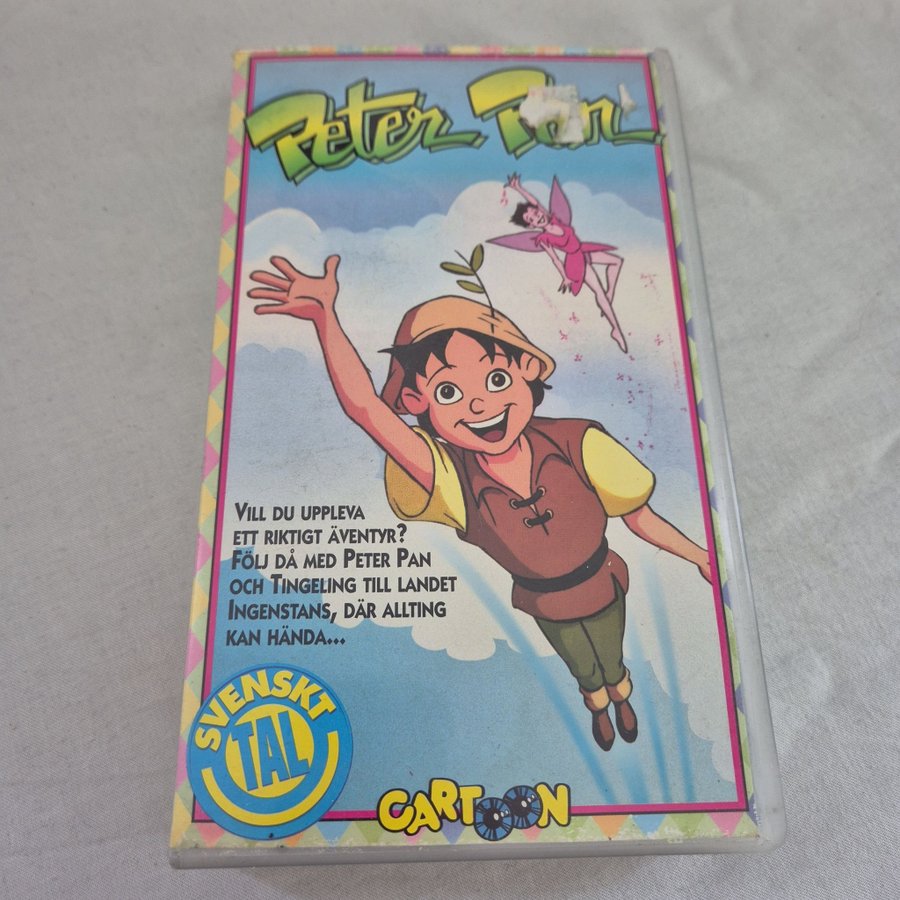 Peter Pan
VILL DU UPPLEVA
ETT RIKTIGT ÄVENTYR?
FÖLJ DÅ MED PETER PAN
OCH TINGELING TILL LANDET
INGENSTANS, DÄR ALLTING
KAN HÄNDA...
SVENSKT
TAL
CARTOON